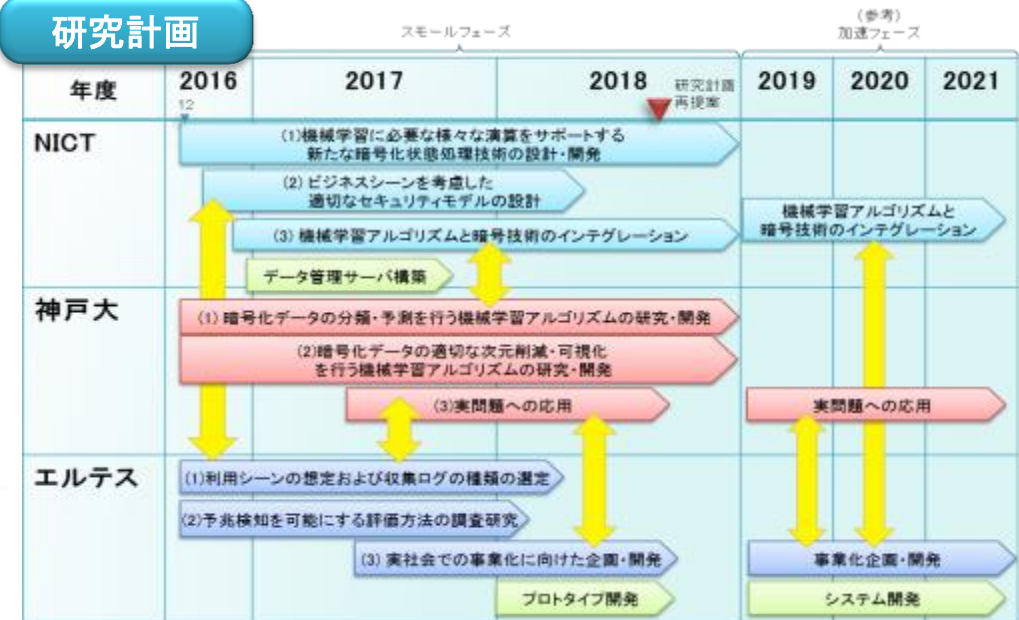 研究計画
スモールフェーズ
(参考)
加速フェーズ
年度
2016
2017
2018
2019
2020
2021
12
研究計画
再提案
NICT
(1)機械学習に必要な様々な演算をサポートする
新たな暗号化状態処理技術の設計・開発
(2) ビジネスシーンを考慮した
適切なセキュリティモデルの設計
(3) 機械学習アルゴリズムと暗号技術のインテグレーション
機械学習アルゴリズムと
暗号技術のインテグレーション
データ管理サーバ構築
神戸大
(1) 暗号化データの分類・予測を行う機械学習アルゴリズムの研究・開発
(2)暗号化データの適切な次元削減・可視化
を行う機械学習アルゴリズムの研究・開発
(3)実問題への応用
実問題への応用
エルテス
(1)利用シーンの想定および収集ログの種類の選定
(2)予兆検知を可能にする評価方法の調査研究
(3) 実社会での事業化に向けた企画・開発
事業化企画・開発
プロトタイプ開発
システム開発